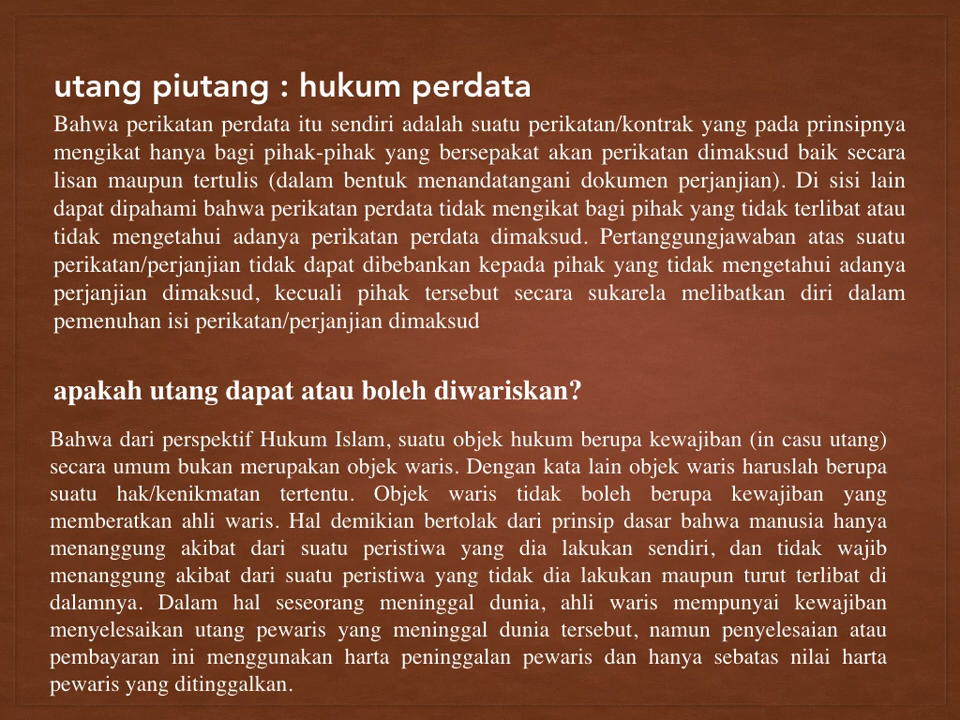 utang piutang : hukum perdata
Bahwa perikatan perdata itu sendiri adalah suatu perikatan/kontrak yang pada prinsipnya
mengikat hanya bagi pihak-pihak yang bersepakat akan perikatan dimaksud baik secara
lisan maupun tertulis (dalam bentuk menandatangani dokumen perjanjian). Di sisi lain
dapat dipahami bahwa perikatan perdata tidak mengikat bagi pihak yang tidak terlibat atau
tidak mengetahui adanya perikatan perdata dimaksud. Pertanggungjawaban atas suatu
perikatan/perjanjian tidak dapat dibebankan kepada pihak yang tidak mengetahui adanya
perjanjian dimaksud, kecuali pihak tersebut secara sukarela melibatkan diri dalam
pemenuhan isi perikatan/perjanjian dimaksud
apakah utang dapat atau boleh diwariskan?
Bahwa dari perspektif Hukum Islam, suatu objek hukum berupa kewajiban (in casu utang)
secara umum bukan merupakan objek waris. Dengan kata lain objek waris haruslah berupa
suatu hak/kenikmatan tertentu. Objek waris tidak boleh berupa kewajiban yang
memberatkan ahli waris. Hal demikian bertolak dari prinsip dasar bahwa manusia hanya
menanggung akibat dari suatu peristiwa yang dia lakukan sendiri, dan tidak wajib
menanggung akibat dari suatu peristiwa yang tidak dia lakukan maupun turut terlibat di
dalamnya. Dalam hal seseorang meninggal dunia, ahli waris mempunyai kewajiban
menyelesaikan utang pewaris yang meninggal dunia tersebut, namun penyelesaian atau
pembayaran ini menggunakan harta peninggalan pewaris dan hanya sebatas nilai harta
pewaris yang ditinggalkan.